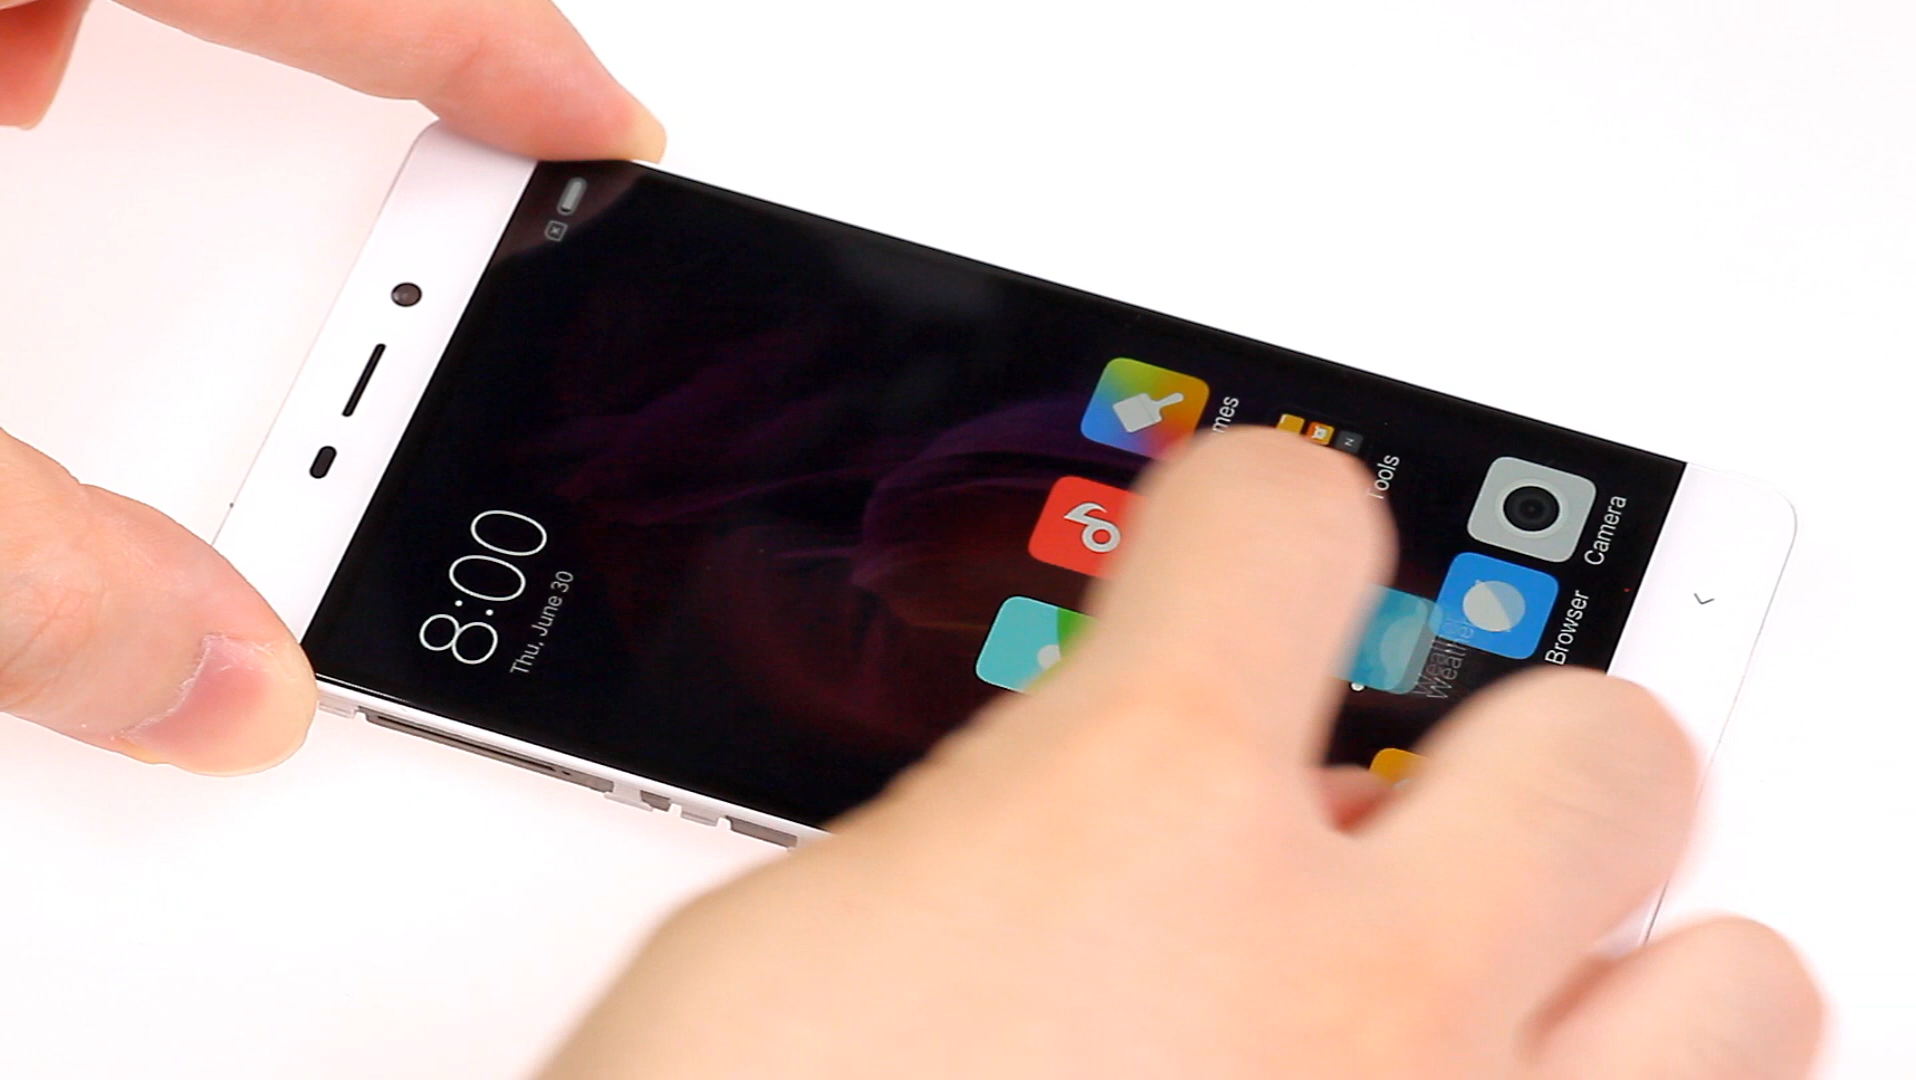 8:00
Thu, June 30
mes
Tools
Weather
Camera
Browser